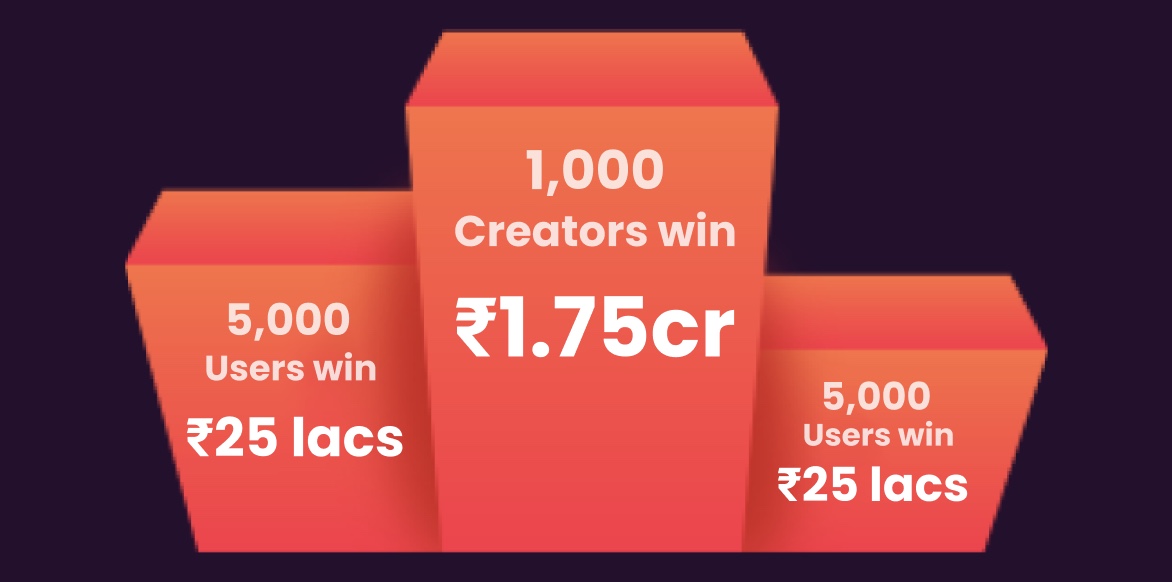 1,000
Creators win
₹1.75cr
5,000
Users win
₹25 lacs
5,000
Users win
₹25 lacs